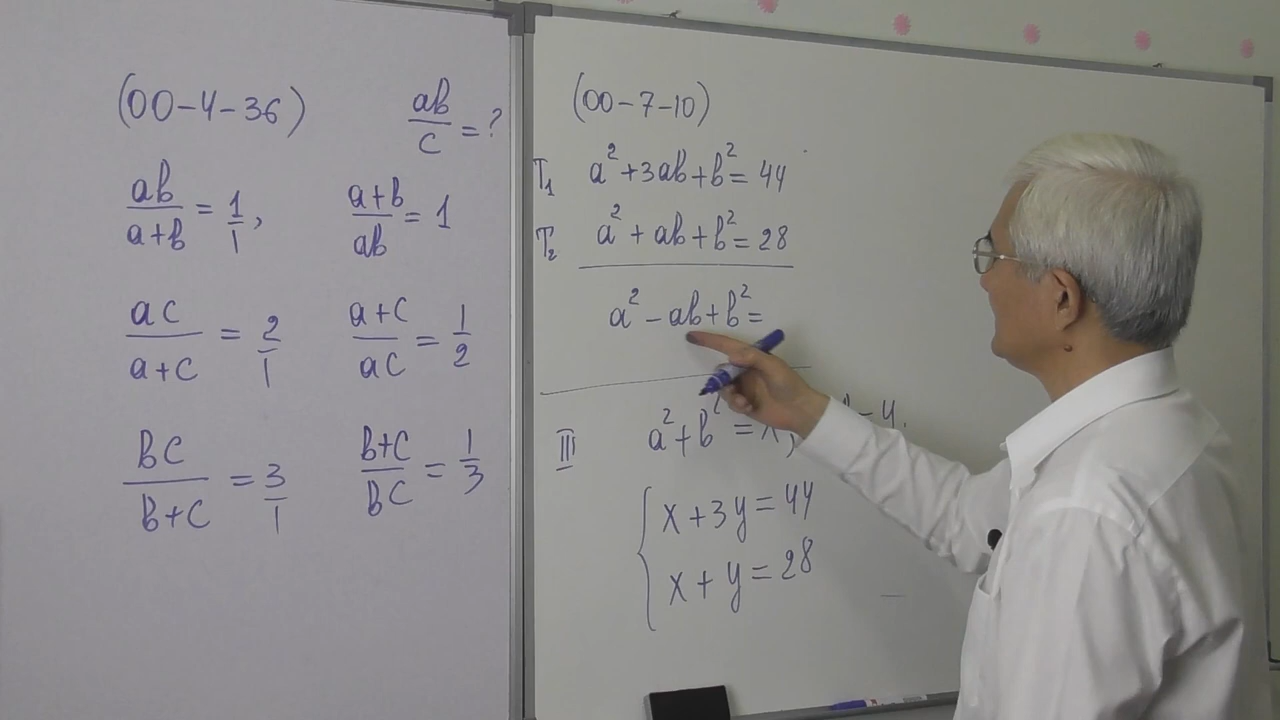 (00-4-36)
ab/c = ?
ab/a+b = 1/1,
a+b/ab = 1
ac/a+c = 2/1
a+c/ac = 1/2
bc/b+c = 3/1
b+c/bc = 1/3
(00-7-10)
T₁ a²+3ab+b²=44
T₂ a²+ab+b²=28
a²-ab+b²=
III a²+b²=x,
x+3y=44
x+y=28